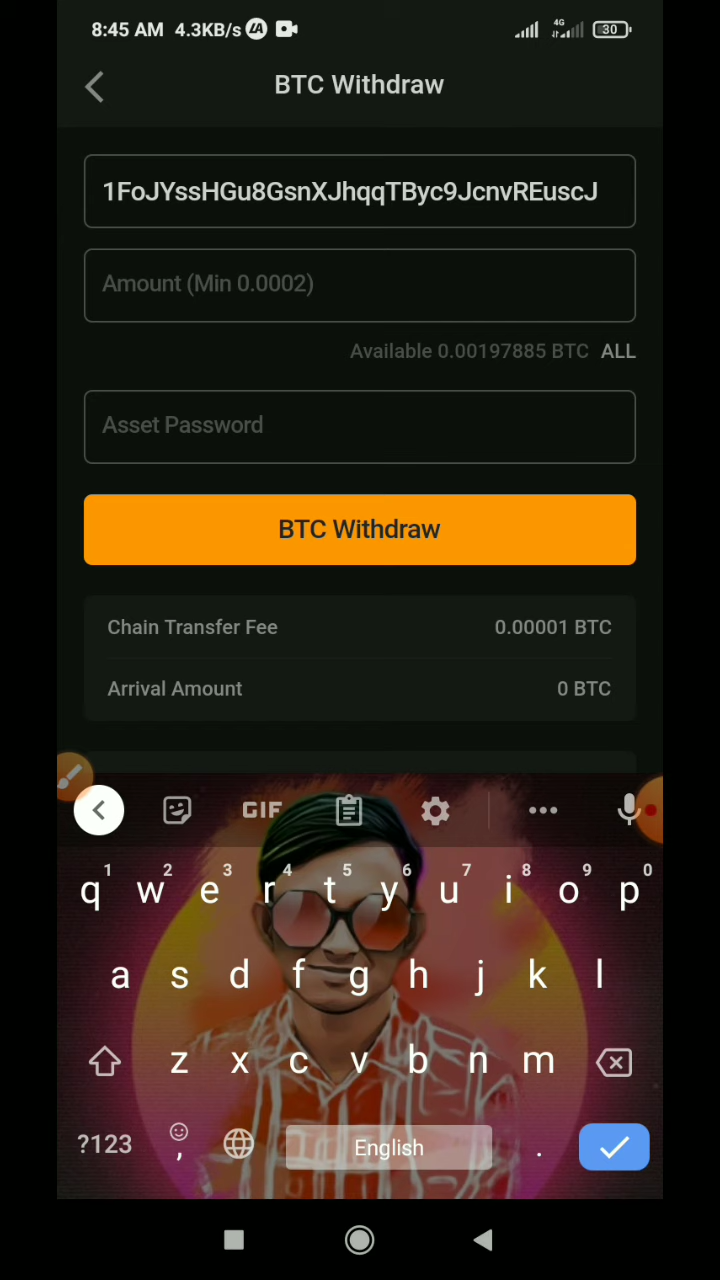 8:45 AM 4.3KB/s 4G 30
BTC Withdraw
1FoJYssHGu8GsnXJhqqTByc9JcnvREuscJ
Amount (Min 0.0002)
Available 0.00197885 BTC ALL
Asset Password
BTC Withdraw
Chain Transfer Fee 0.00001 BTC
Arrival Amount 0 BTC
GIF
1 2 3 4 5 6 7 8 9 0
q w e r t y u i o p
a s d f g h j k l
z x c v b n m
?123 , English .